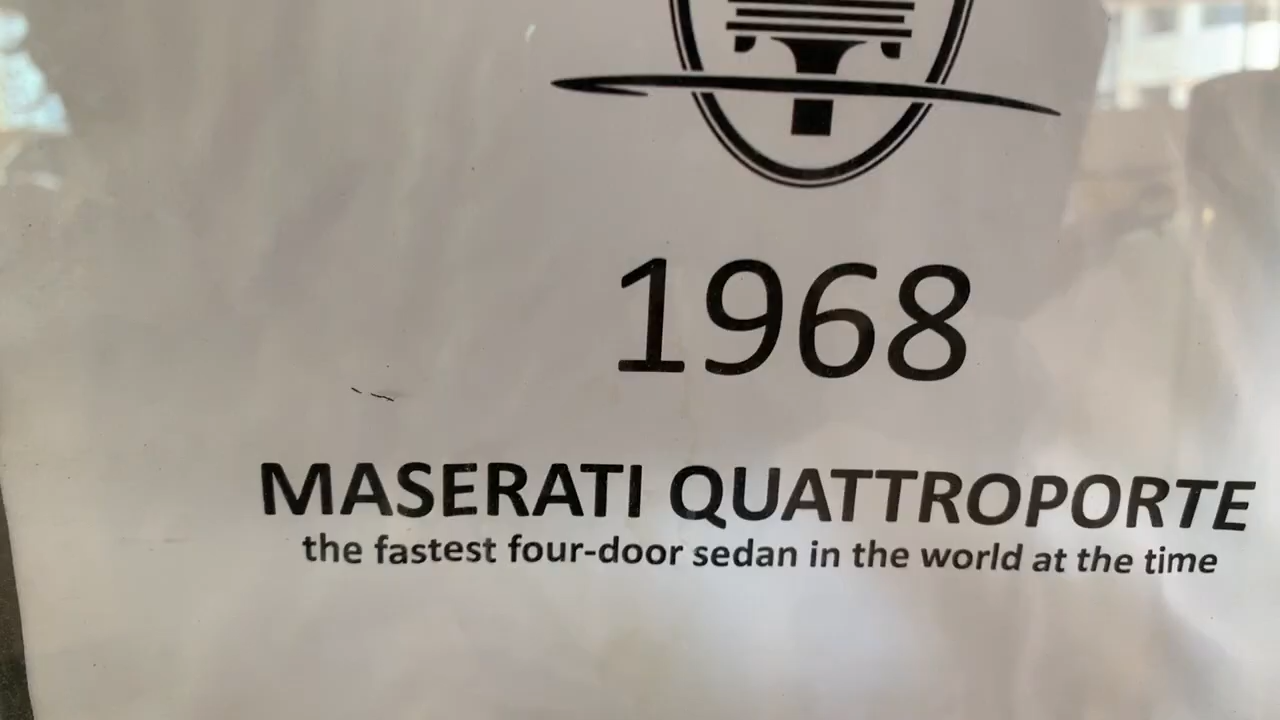 1968
MASERATI QUATTROPORTE
the fastest four-door sedan in the world at the time